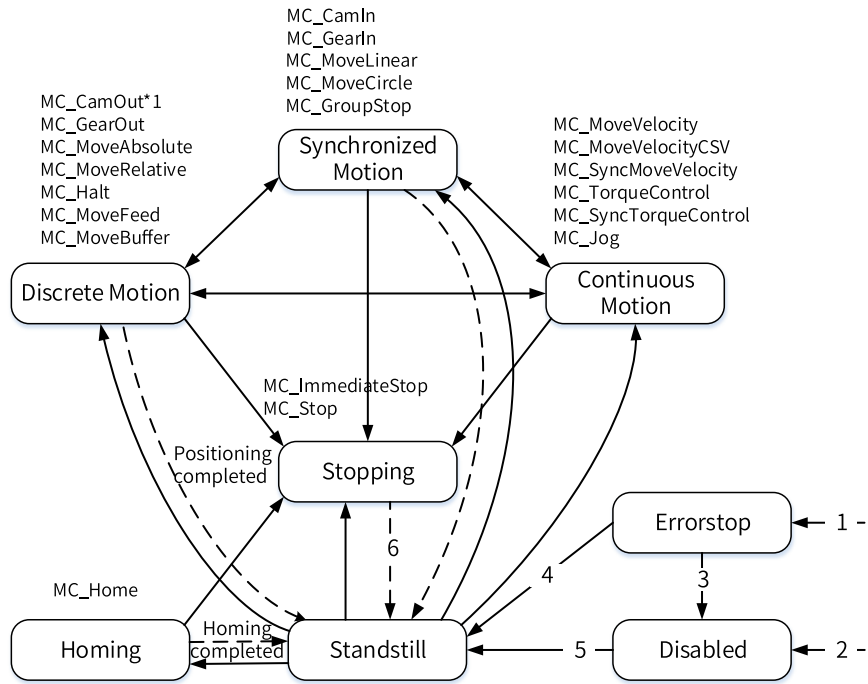 MC_CamIn
MC_GearIn
MC_MoveLinear
MC_MoveCircle
MC_GroupStop
MC_CamOut*1
MC_GearOut
MC_MoveAbsolute
MC_MoveRelative
MC_Halt
MC_MoveFeed
MC_MoveBuffer
MC_MoveVelocity
MC_MoveVelocityCSV
MC_SyncMoveVelocity
MC_TorqueControl
MC_SyncTorqueControl
MC_Jog
Synchronized
Motion
Discrete Motion
Continuous
Motion
MC_ImmediateStop
MC_Stop
Positioning
completed
Stopping
Errorstop
1
6
4
3
MC_Home
Homing
Homing
completed
Standstill
5
Disabled
2